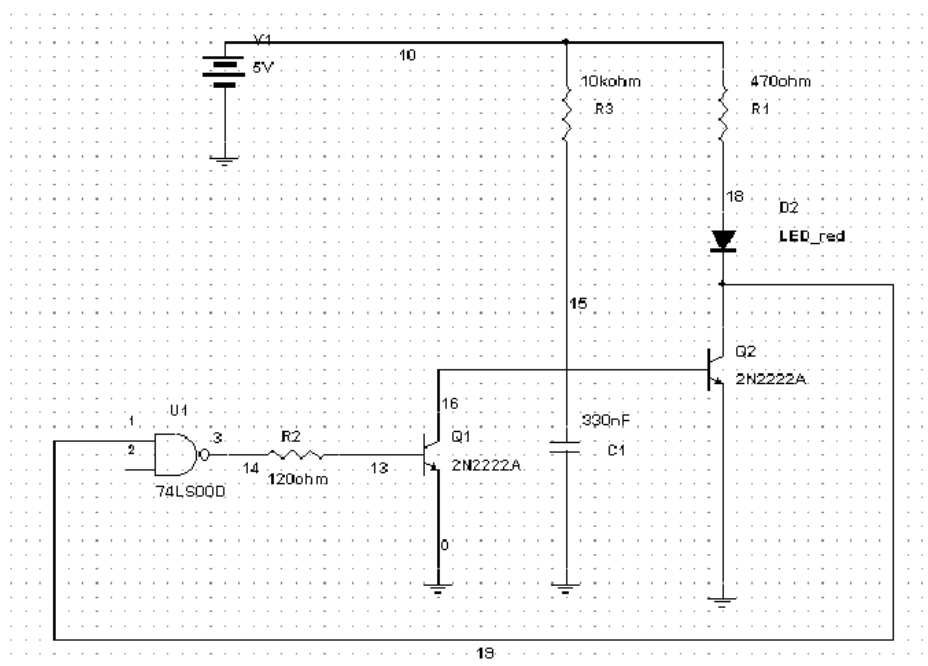 V1
10
5V
10kohm
R3
470ohm
R1
18
D2
LED_red
15
Q2
2N2222A
16
330nF
C1
U1
1
2
3
74LS00D
14
R2
120ohm
13
Q1
2N2222A
0
19